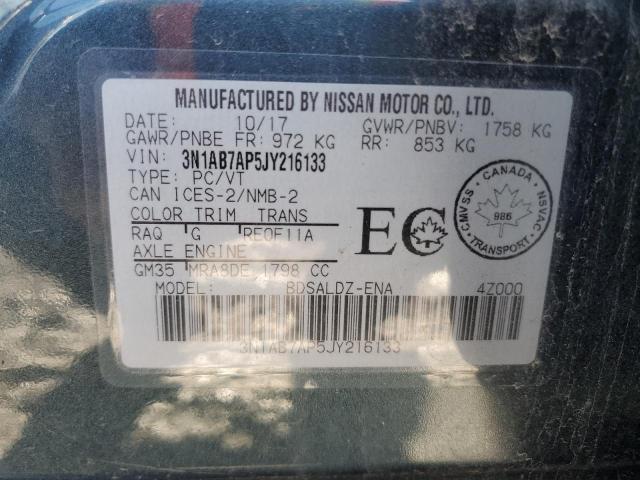 MANUFACTURED BY NISSAN MOTOR CO., LTD.
DATE: 10/17 GVWR/PNBV: 1758 KG
GAWR/PNBE FR: 972 KG RR: 853 KG
VIN: 3N1AB7AP5JY216133
TYPE: PC/VT
CAN ICES-2/NMB-2
COLOR TRIM TRANS
RAQ G RE0F11A
AXLE ENGINE
GM35 MRA8DE 1798 CC
MODEL: BDSALDZ-ENA 4Z000
3N1AB7AP5JY216133
EC
CMVSS CANADA NSVAC
986
TRANSPORT